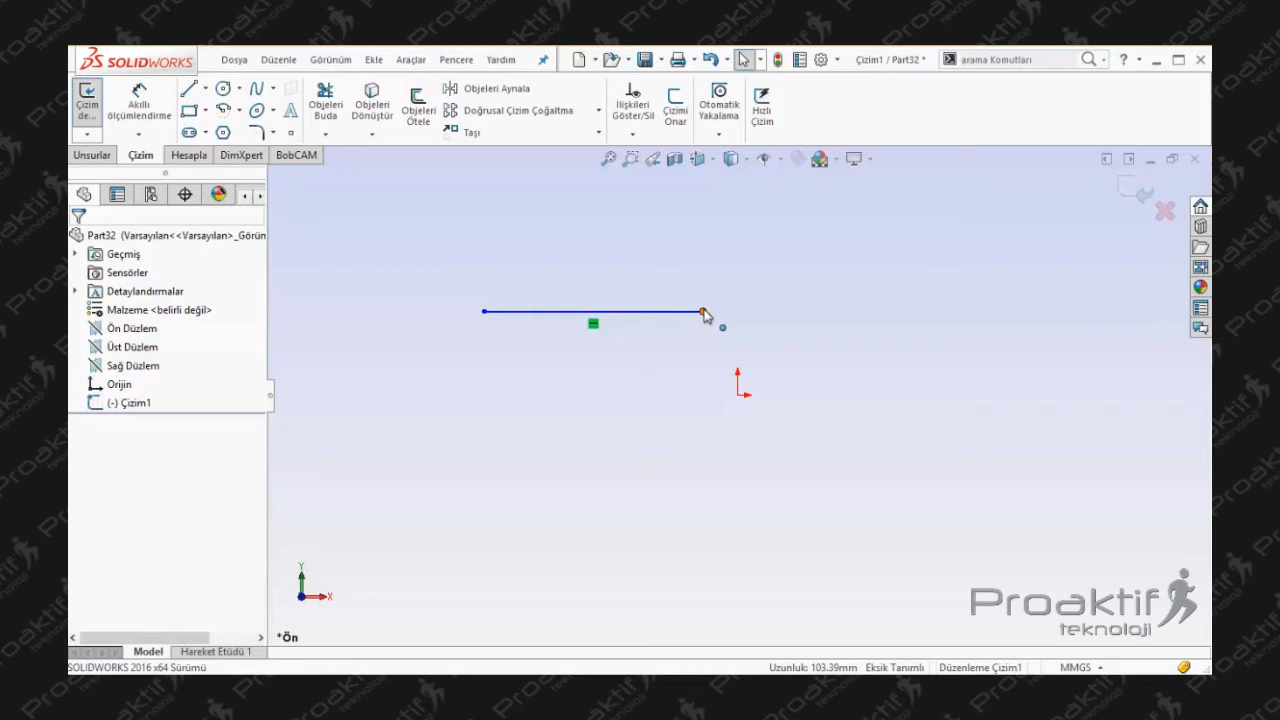 SOLIDWORKS
Dosya Düzenle Görünüm Ekle Araçlar Pencere Yardım
Çizim1 / Part32 *
arama Komutları
Çizim de...
Akıllı ölçümlendirme
Objeleri Buda
Objeleri Dönüştür
Objeleri Ötele
Objeleri Aynala
Doğrusal Çizim Çoğaltma
Taşı
İlişkileri Göster/Sil
Çizimi Onar
Otomatik Yakalama
Hızlı Çizim
Unsurlar Çizim Hesapla DimXpert BobCAM
Part32 (Varsayılan<<Varsayılan>_Görün
Geçmiş
Sensörler
Detaylandırmalar
Malzeme <belirli değil>
Ön Düzlem
Üst Düzlem
Sağ Düzlem
Orijin
(-) Çizim1
Y
X
*Ön
Proaktif
teknoloji
Model Hareket Etüdü 1
SOLIDWORKS 2016 x64 Sürümü
Uzunluk: 103.39mm Eksik Tanımlı Düzenleme Çizim1 MMGS